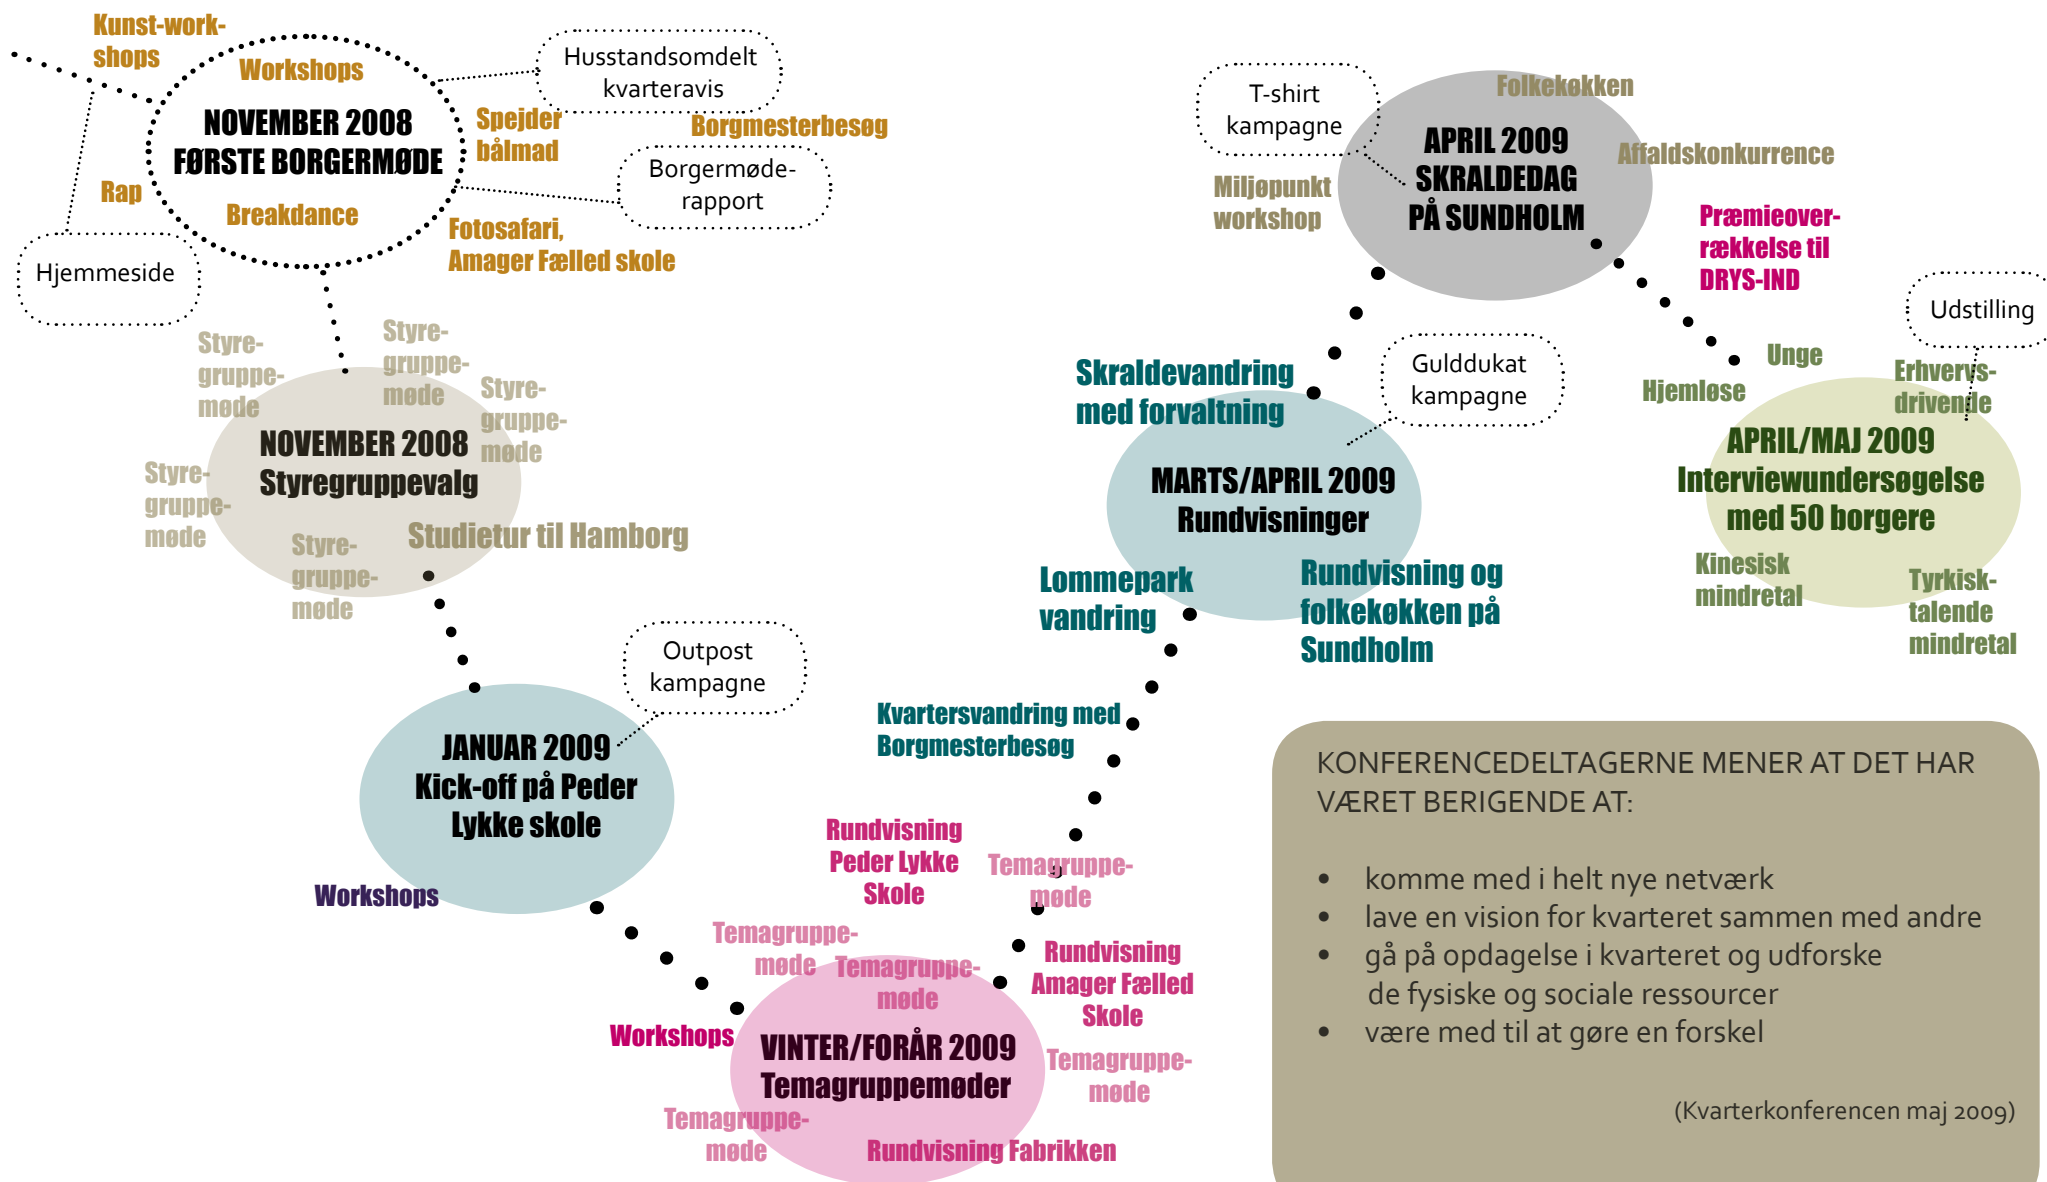 Kunst-work-
shops
Workshops
NOVEMBER 2008
FØRSTE BORGERMØDE
Rap
Breakdance
Hjemmeside
Husstandsomdelt
kvarteravis
Spejder
bålmad
Borgmesterbesøg
Borgermøde-
rapport
Fotosafari,
Amager Fælled skole
Styre-
gruppe-
møde
Styre-
gruppe-
møde
Styre-
gruppe-
møde
NOVEMBER 2008
Styregruppevalg
Styre-
gruppe-
møde
Styre-
gruppe-
møde
Studietur til Hamborg
Outpost
kampagne
JANUAR 2009
Kick-off på Peder
Lykke skole
Workshops
Workshops
Temagruppe-
møde
Temagruppe-
møde
VINTER/FORÅR 2009
Temagruppemøder
Temagruppe-
møde
Rundvisning Fabrikken
Temagruppe-
møde
Rundvisning
Amager Fælled
Skole
Temagruppe-
møde
Rundvisning
Peder Lykke
Skole
Kvartersvandring med
Borgmesterbesøg
Lommepark
vandring
Rundvisning og
folkekøkken på
Sundholm
MARTS/APRIL 2009
Rundvisninger
Skraldevandring
med forvaltning
Gulddukat
kampagne
T-shirt
kampagne
Miljøpunkt
workshop
Folkekøkken
APRIL 2009
SKRALDEDAG
PÅ SUNDHOLM
Affaldskonkurrence
Præmieover-
rækkelse til
DRYS-IND
Udstilling
Unge
Hjemløse
Erhvervs-
drivende
APRIL/MAJ 2009
Interviewundersøgelse
med 50 borgere
Kinesisk
mindretal
Tyrkisk-
talende
mindretal
KONFERENCEDELTAGERNE MENER AT DET HAR
VÆRET BERIGENDE AT:
• komme med i helt nye netværk
• lave en vision for kvarteret sammen med andre
• gå på opdagelse i kvarteret og udforske
de fysiske og sociale ressourcer
• være med til at gøre en forskel
(Kvarterkonferencen maj 2009)